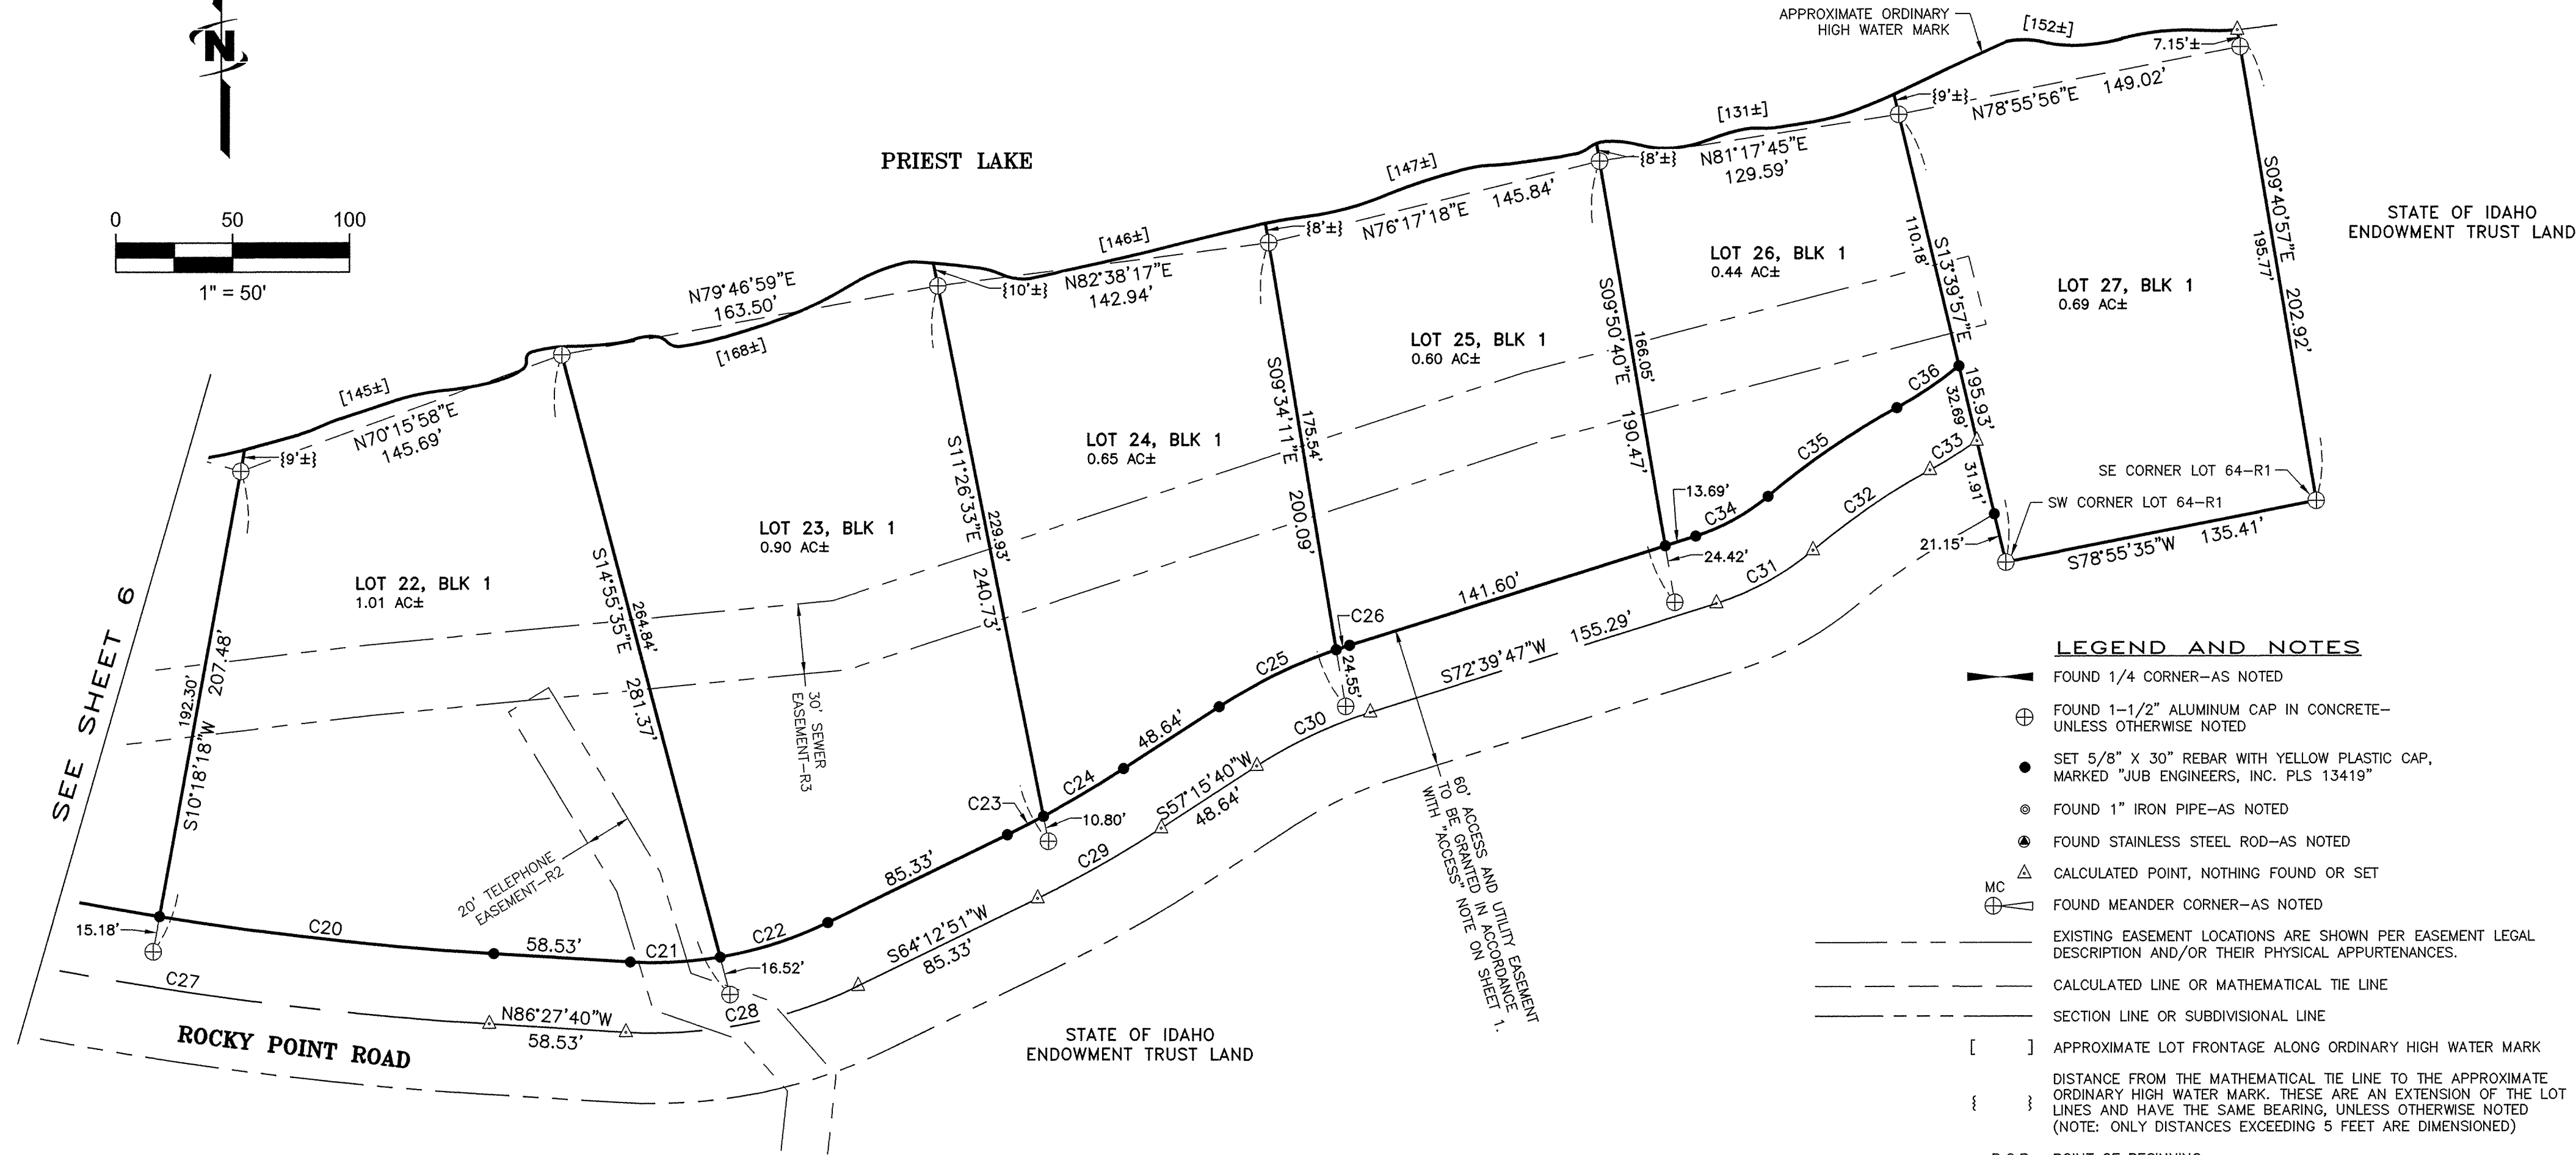 N
0 50 100
1" = 50'
PRIEST LAKE
APPROXIMATE ORDINARY
HIGH WATER MARK
[152±]
7.15'±
N78°55'56"E 149.02'
{9'±}
[131±]
N81°17'45"E
129.59'
{8'±}
[147±]
N76°17'18"E 145.84'
{8'±}
[146±]
N82°38'17"E
142.94'
{10'±}
N79°46'59"E
163.50'
[168±]
[145±]
N70°15'58"E
145.69'
{9'±}
STATE OF IDAHO
ENDOWMENT TRUST LAND
LOT 22, BLK 1
1.01 AC±
LOT 23, BLK 1
0.90 AC±
LOT 24, BLK 1
0.65 AC±
LOT 25, BLK 1
0.60 AC±
LOT 26, BLK 1
0.44 AC±
LOT 27, BLK 1
0.69 AC±
SEE SHEET 6
S10°18'18"W 207.48'
192.30'
15.18'
S14°55'35"E 281.37'
264.84'
16.52'
S11°26'33"E 240.73'
229.93'
10.80'
S09°34'11"E 200.09'
175.54'
24.55'
S09°50'40"E 190.47'
166.05'
24.42'
13.69'
S13°39'57"E 195.93'
110.18'
32.69'
31.91'
21.15'
S09°40'57"E 202.92'
195.77'
S78°55'35"W 135.41'
SE CORNER LOT 64-R1
SW CORNER LOT 64-R1
C20
58.53'
C21
C22
85.33'
C23
C24
48.64'
C25
C26
141.60'
C34
C35
C36
C27
N86°27'40"W
58.53'
C28
S64°12'51"W
85.33'
C29
S57°15'40"W
48.64'
C30
S72°39'47"W 155.29'
C31
C32
C33
30' SEWER
EASEMENT-R3
20' TELEPHONE
EASEMENT-R2
60' ACCESS AND UTILITY EASEMENT
TO BE GRANTED IN ACCORDANCE
WITH "ACCESS" NOTE ON SHEET 1.
ROCKY POINT ROAD
STATE OF IDAHO
ENDOWMENT TRUST LAND
LEGEND AND NOTES
FOUND 1/4 CORNER-AS NOTED
FOUND 1-1/2" ALUMINUM CAP IN CONCRETE-
UNLESS OTHERWISE NOTED
SET 5/8" X 30" REBAR WITH YELLOW PLASTIC CAP,
MARKED "JUB ENGINEERS, INC. PLS 13419"
FOUND 1" IRON PIPE-AS NOTED
FOUND STAINLESS STEEL ROD-AS NOTED
CALCULATED POINT, NOTHING FOUND OR SET
MC
FOUND MEANDER CORNER-AS NOTED
EXISTING EASEMENT LOCATIONS ARE SHOWN PER EASEMENT LEGAL
DESCRIPTION AND/OR THEIR PHYSICAL APPURTENANCES.
CALCULATED LINE OR MATHEMATICAL TIE LINE
SECTION LINE OR SUBDIVISIONAL LINE
[ ] APPROXIMATE LOT FRONTAGE ALONG ORDINARY HIGH WATER MARK
DISTANCE FROM THE MATHEMATICAL TIE LINE TO THE APPROXIMATE
ORDINARY HIGH WATER MARK. THESE ARE AN EXTENSION OF THE LOT
{ } LINES AND HAVE THE SAME BEARING, UNLESS OTHERWISE NOTED
(NOTE: ONLY DISTANCES EXCEEDING 5 FEET ARE DIMENSIONED)